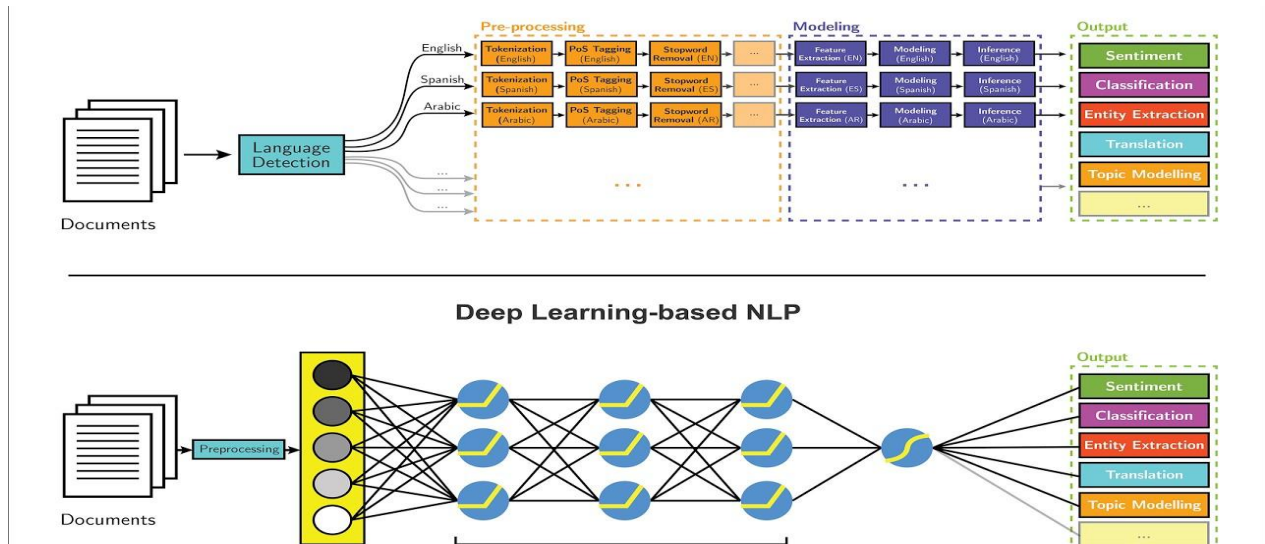 Pre-processing
Modeling
Output
English
Tokenization
(English)
PoS Tagging
(English)
Stopword
Removal (EN)
...
Feature
Extraction (EN)
Modeling
(English)
Inference
(English)
Sentiment
Spanish
Tokenization
(Spanish)
PoS Tagging
(Spanish)
Stopword
Removal (ES)
...
Feature
Extraction (ES)
Modeling
(Spanish)
Inference
(Spanish)
Classification
Arabic
Tokenization
(Arabic)
PoS Tagging
(Arabic)
Stopword
Removal (AR)
...
Feature
Extraction (AR)
Modeling
(Arabic)
Inference
(Arabic)
Entity Extraction
Language
Detection
Translation
...
...
...
...
...
Topic Modelling
...
Documents
Deep Learning-based NLP
Output
Sentiment
Classification
Preprocessing
Entity Extraction
Translation
Topic Modelling
...
Documents